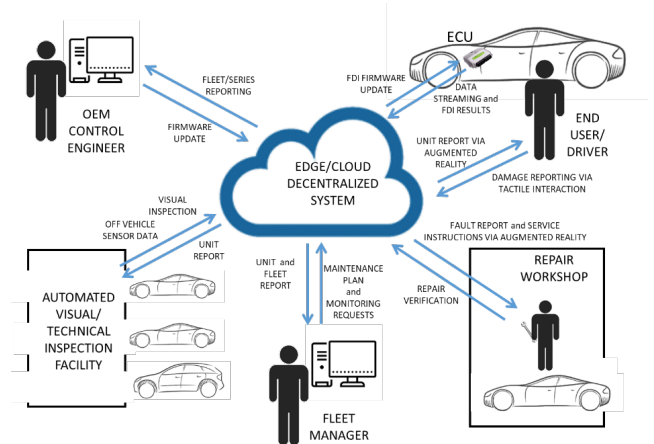 ECU
OEM
CONTROL
ENGINEER
FLEET/SERIES
REPORTING
FIRMWARE
UPDATE
FDI FIRMWARE
UPDATE
DATA
STREAMING and
FDI RESULTS
END
USER/
DRIVER
UNIT REPORT VIA
AUGMENTED
REALITY
DAMAGE REPORTING VIA
TACTILE INTERACTION
EDGE/CLOUD
DECENTRALIZED
SYSTEM
VISUAL
INSPECTION
OFF VEHICLE
SENSOR DATA
UNIT
REPORT
AUTOMATED
VISUAL/
TECHNICAL
INSPECTION
FACILITY
UNIT and
FLEET
REPORT
MAINTENANCE
PLAN
and
MONITORING
REQUESTS
FLEET
MANAGER
FAULT REPORT and SERVICE
INSTRUCTIONS VIA AUGMENTED REALITY
REPAIR
VERIFICATION
REPAIR
WORKSHOP